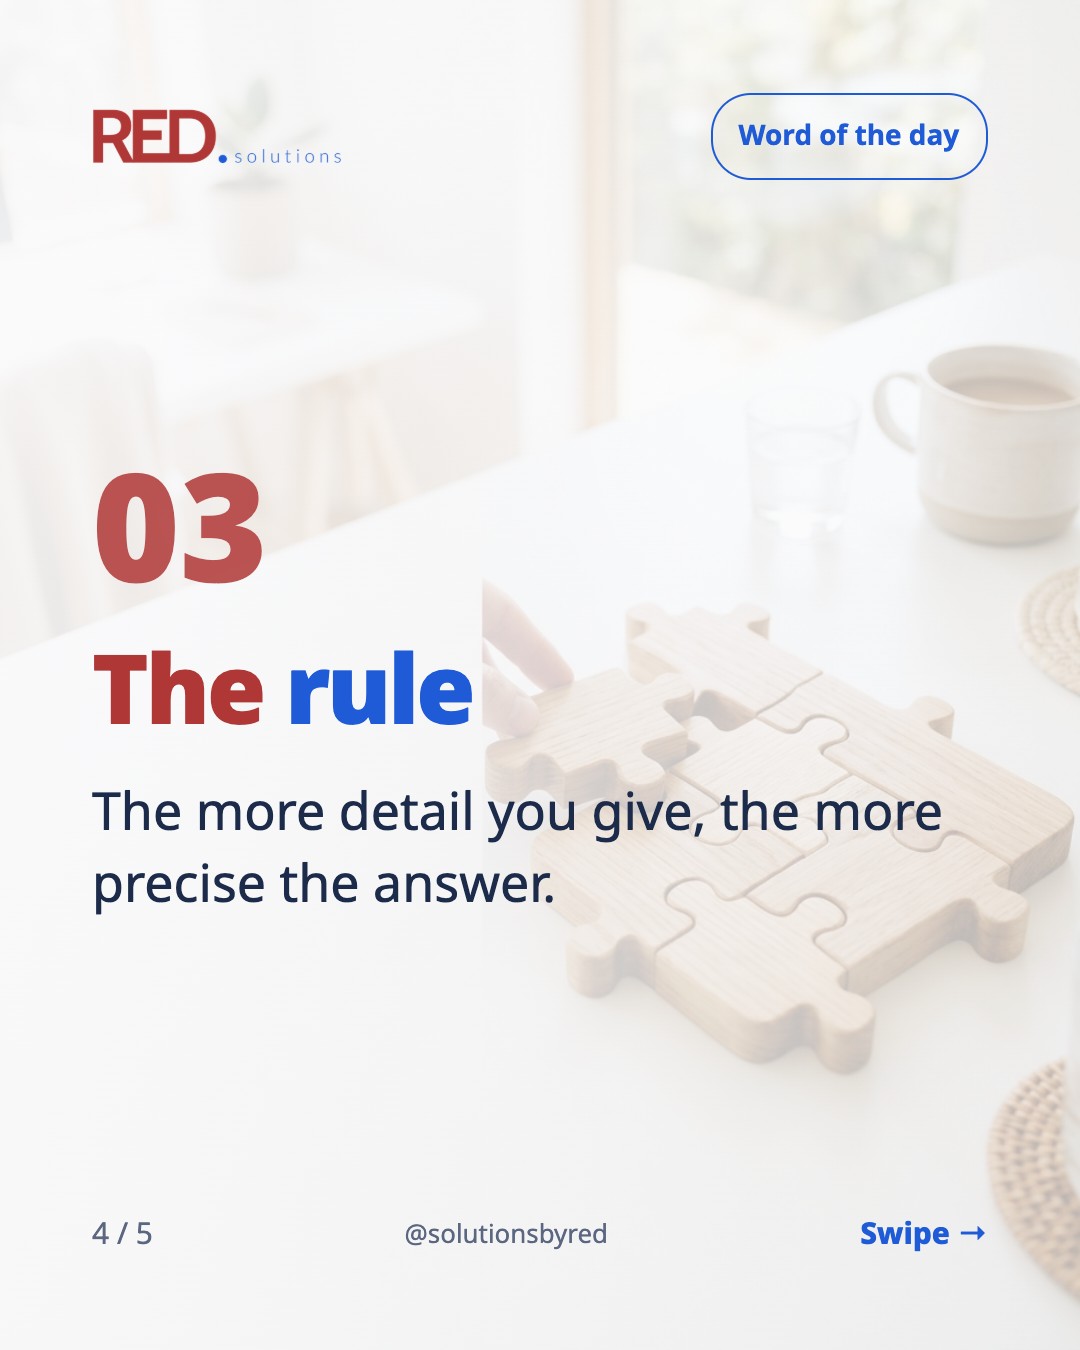 RED.solutions
Word of the day
03
The rule
The more detail you give, the more
precise the answer.
4 / 5
@solutionsbyred
Swipe →